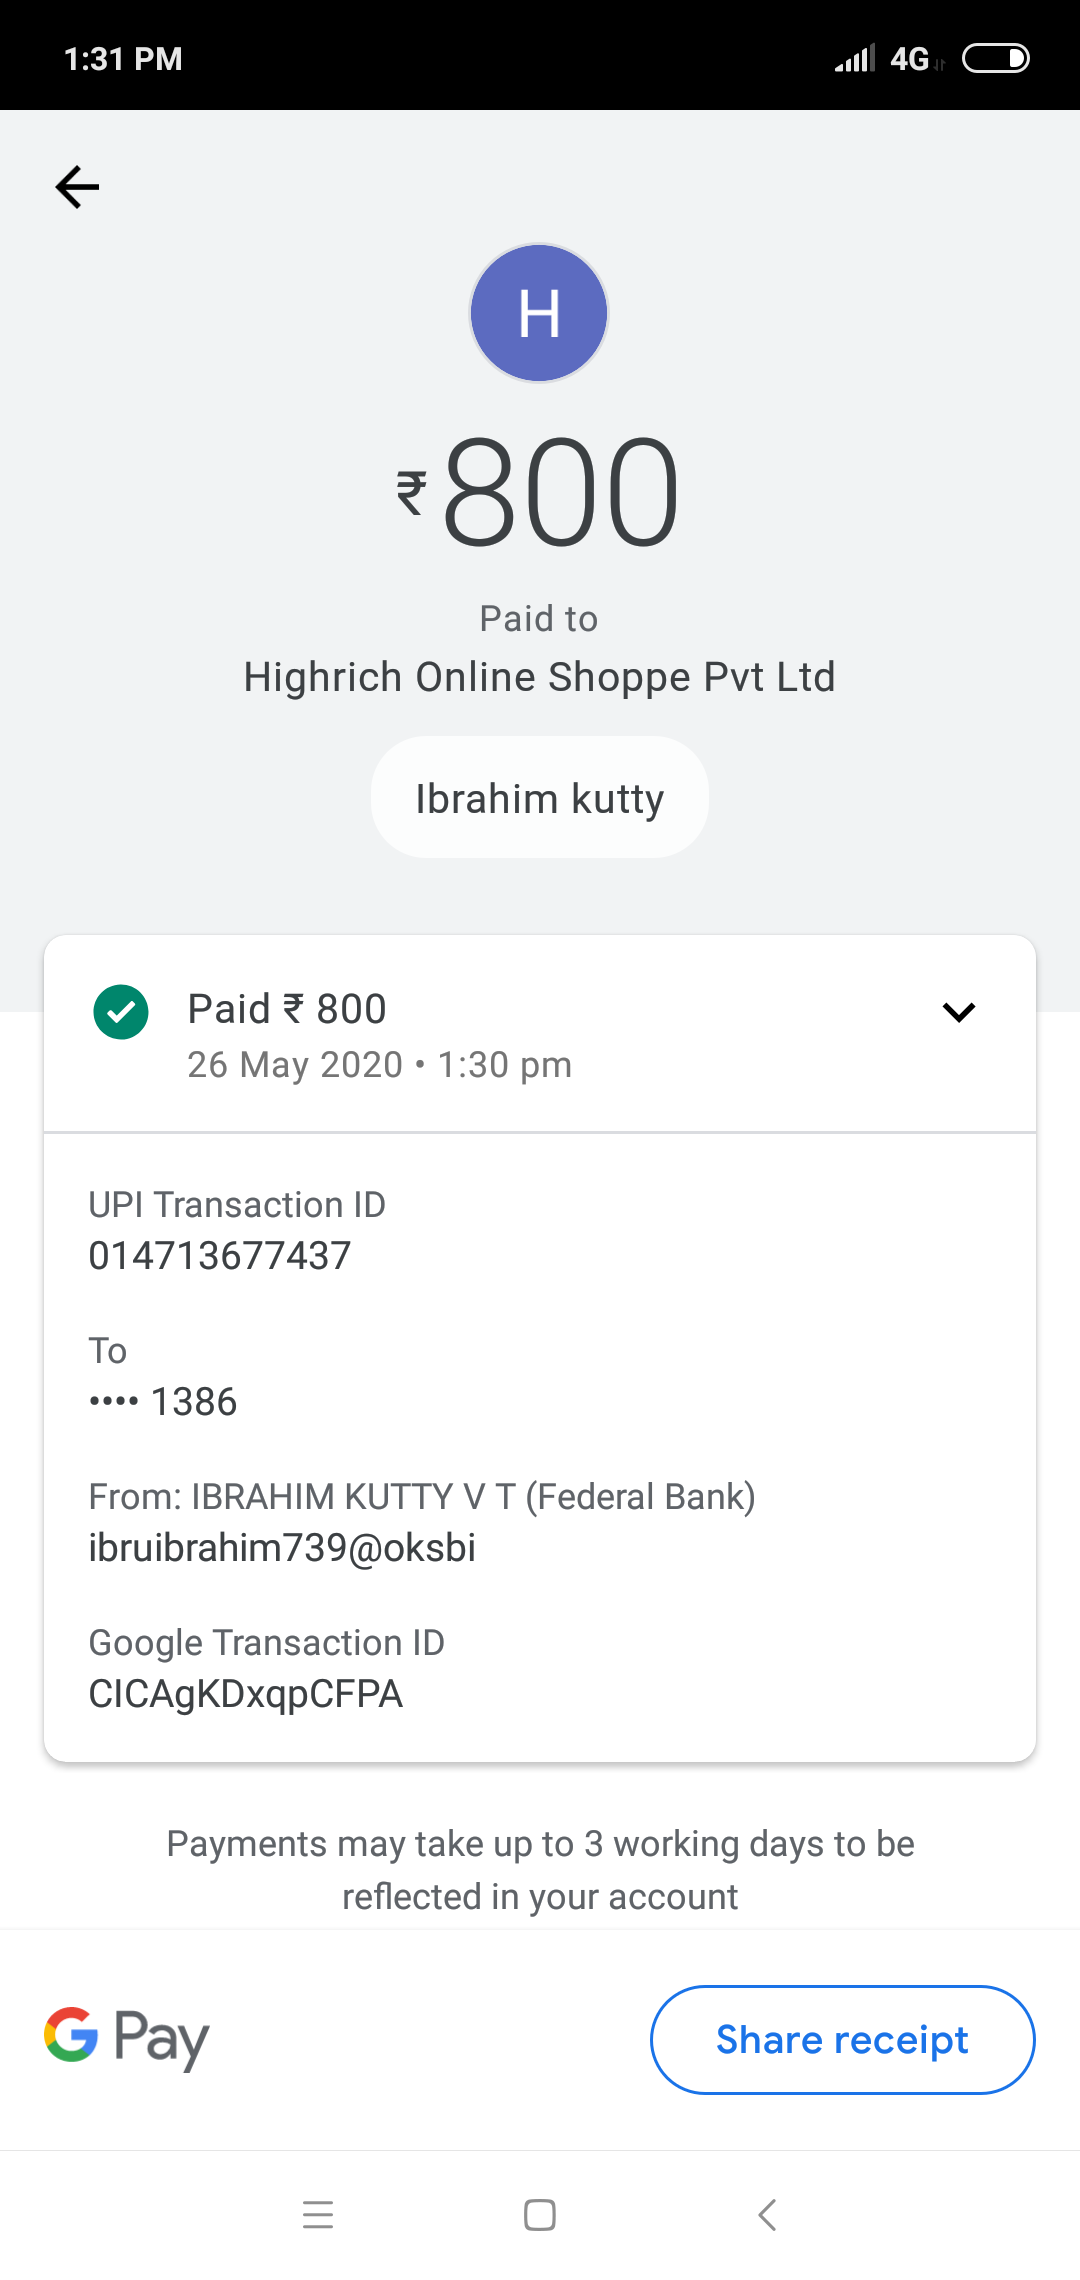 1:31 PM
4G
H
₹800
Paid to
Highrich Online Shoppe Pvt Ltd
Ibrahim kutty
Paid ₹ 800
26 May 2020 • 1:30 pm
UPI Transaction ID
014713677437
To
•••• 1386
From: IBRAHIM KUTTY V T (Federal Bank)
ibruibrahim739@oksbi
Google Transaction ID
CICAgKDxqpCFPA
Payments may take up to 3 working days to be
reflected in your account
G Pay
Share receipt